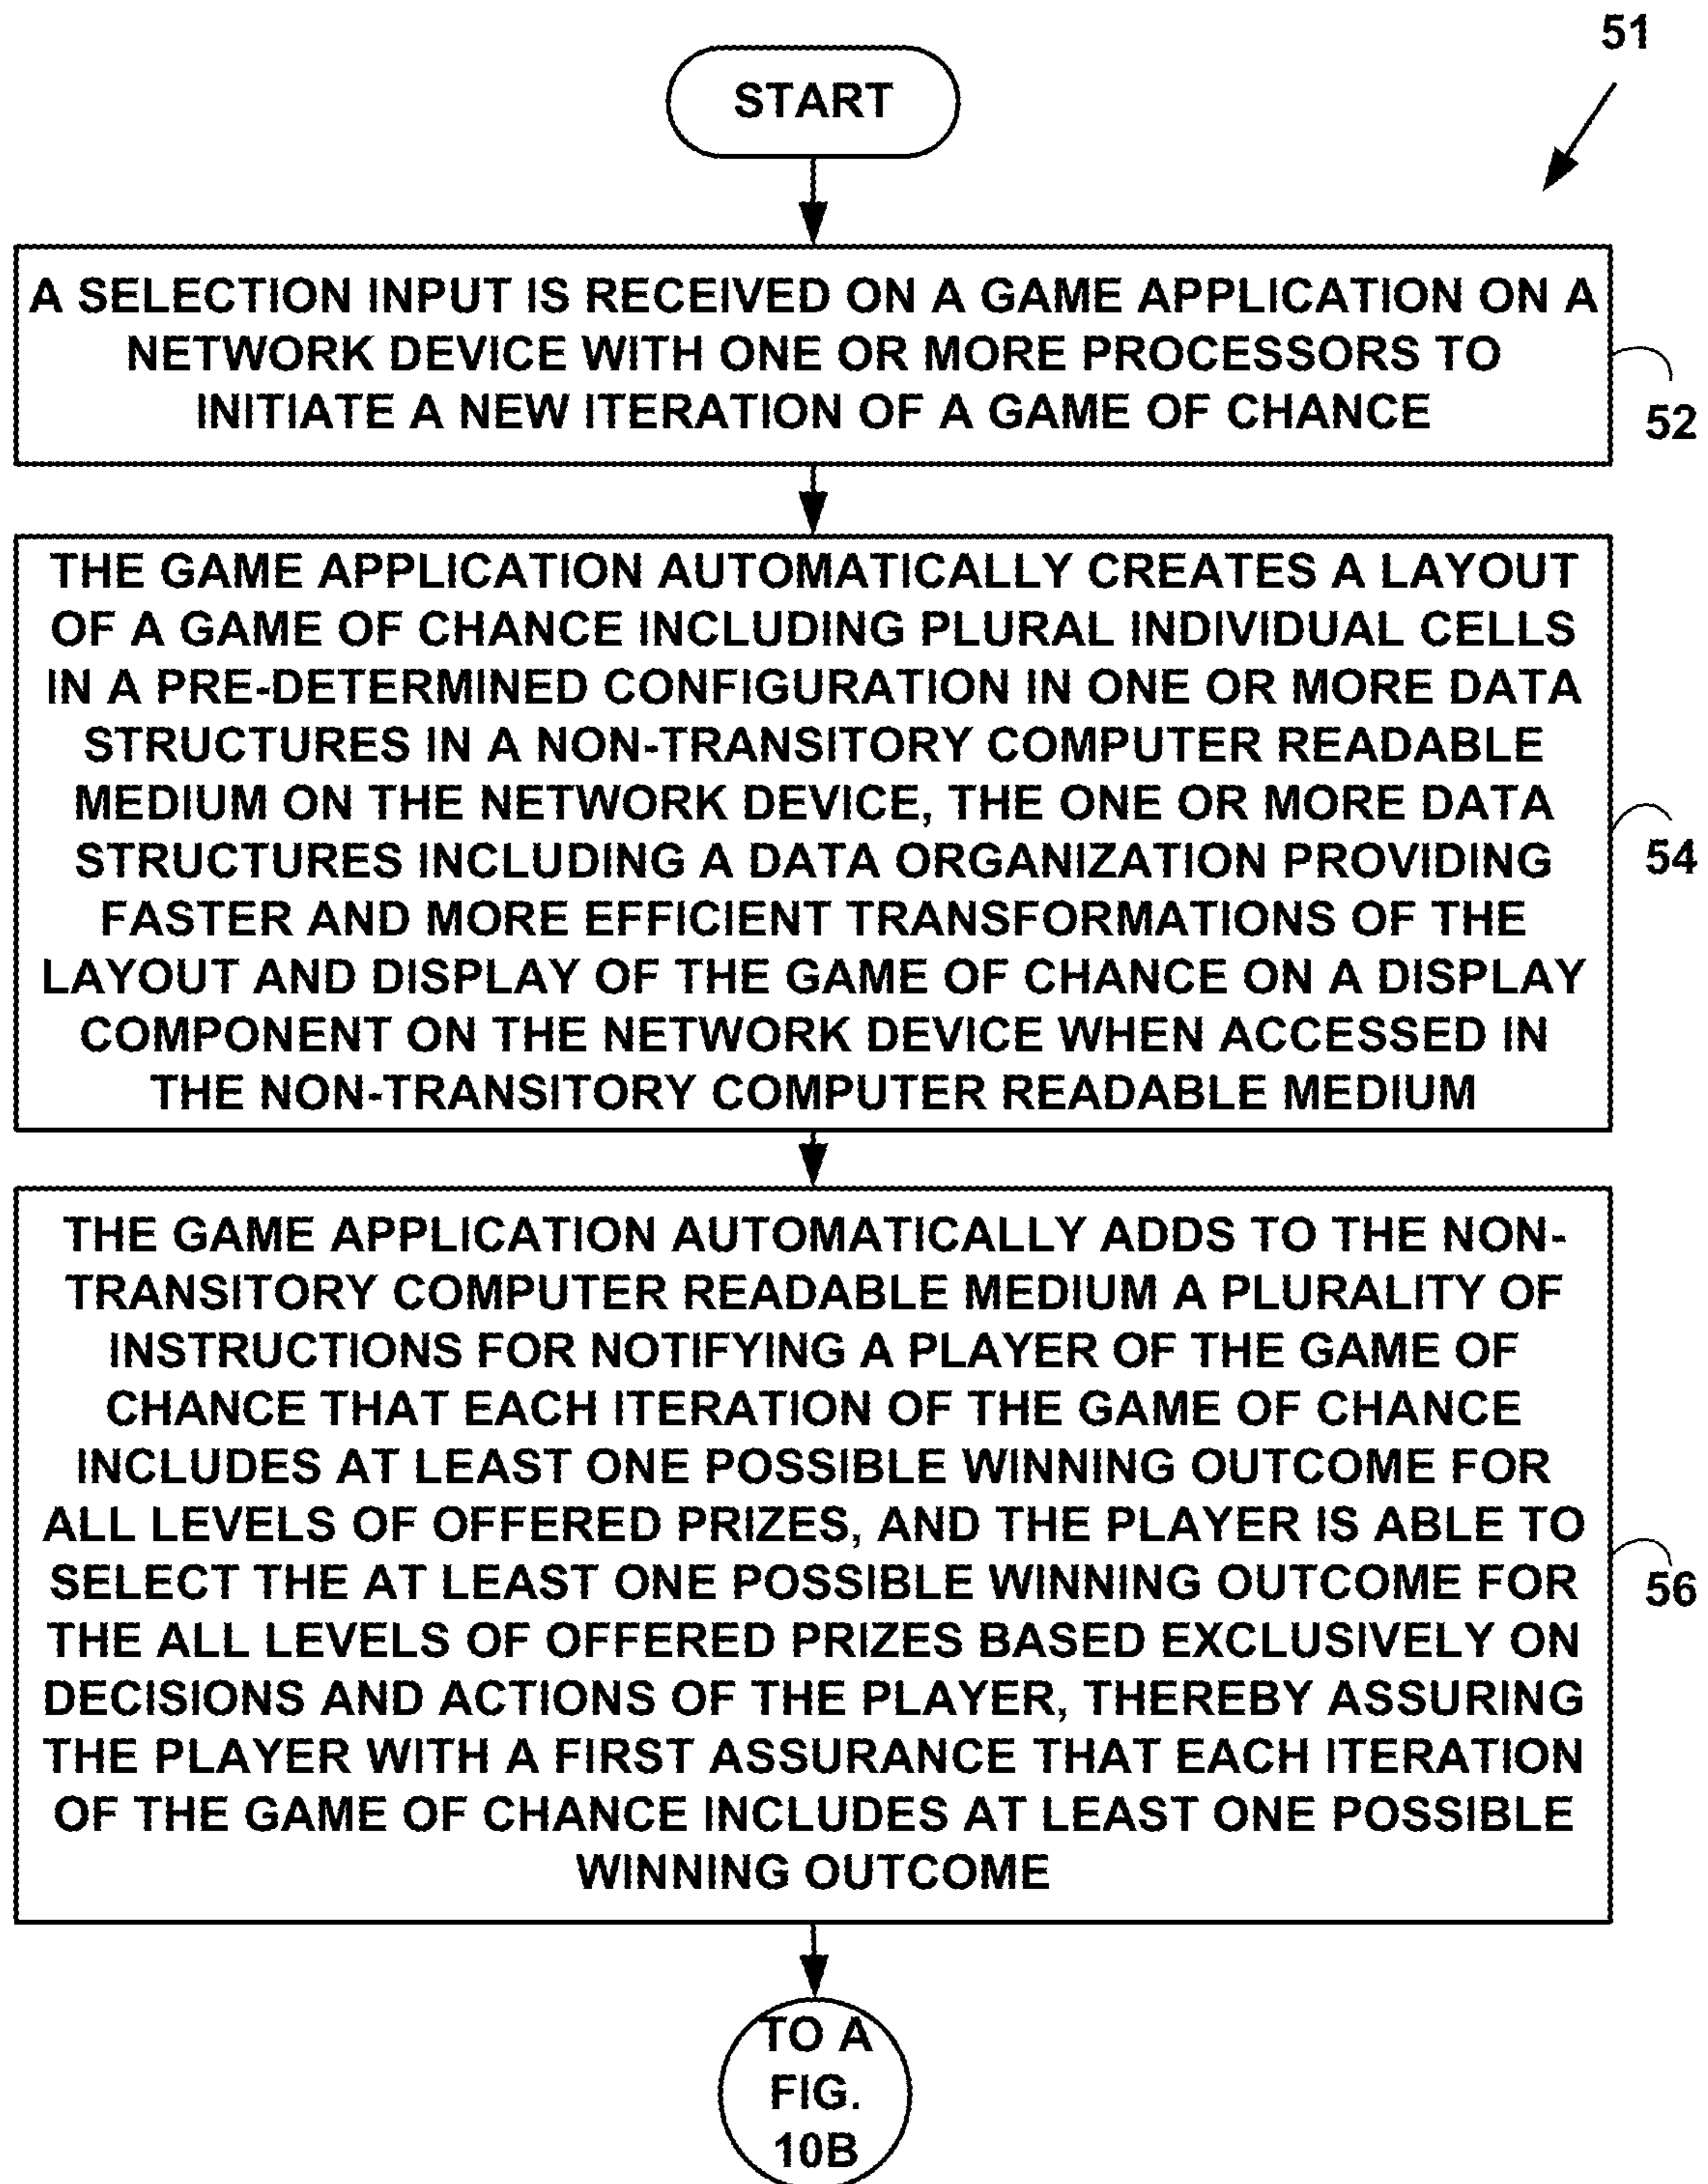 51
START
A SELECTION INPUT IS RECEIVED ON A GAME APPLICATION ON A
NETWORK DEVICE WITH ONE OR MORE PROCESSORS TO
INITIATE A NEW ITERATION OF A GAME OF CHANCE
52
THE GAME APPLICATION AUTOMATICALLY CREATES A LAYOUT
OF A GAME OF CHANCE INCLUDING PLURAL INDIVIDUAL CELLS
IN A PRE-DETERMINED CONFIGURATION IN ONE OR MORE DATA
STRUCTURES IN A NON-TRANSITORY COMPUTER READABLE
MEDIUM ON THE NETWORK DEVICE, THE ONE OR MORE DATA
STRUCTURES INCLUDING A DATA ORGANIZATION PROVIDING
FASTER AND MORE EFFICIENT TRANSFORMATIONS OF THE
LAYOUT AND DISPLAY OF THE GAME OF CHANCE ON A DISPLAY
COMPONENT ON THE NETWORK DEVICE WHEN ACCESSED IN
THE NON-TRANSITORY COMPUTER READABLE MEDIUM
54
THE GAME APPLICATION AUTOMATICALLY ADDS TO THE NON-
TRANSITORY COMPUTER READABLE MEDIUM A PLURALITY OF
INSTRUCTIONS FOR NOTIFYING A PLAYER OF THE GAME OF
CHANCE THAT EACH ITERATION OF THE GAME OF CHANCE
INCLUDES AT LEAST ONE POSSIBLE WINNING OUTCOME FOR
ALL LEVELS OF OFFERED PRIZES, AND THE PLAYER IS ABLE TO
SELECT THE AT LEAST ONE POSSIBLE WINNING OUTCOME FOR
THE ALL LEVELS OF OFFERED PRIZES BASED EXCLUSIVELY ON
DECISIONS AND ACTIONS OF THE PLAYER, THEREBY ASSURING
THE PLAYER WITH A FIRST ASSURANCE THAT EACH ITERATION
OF THE GAME OF CHANCE INCLUDES AT LEAST ONE POSSIBLE
WINNING OUTCOME
56
TO A
FIG.
10B